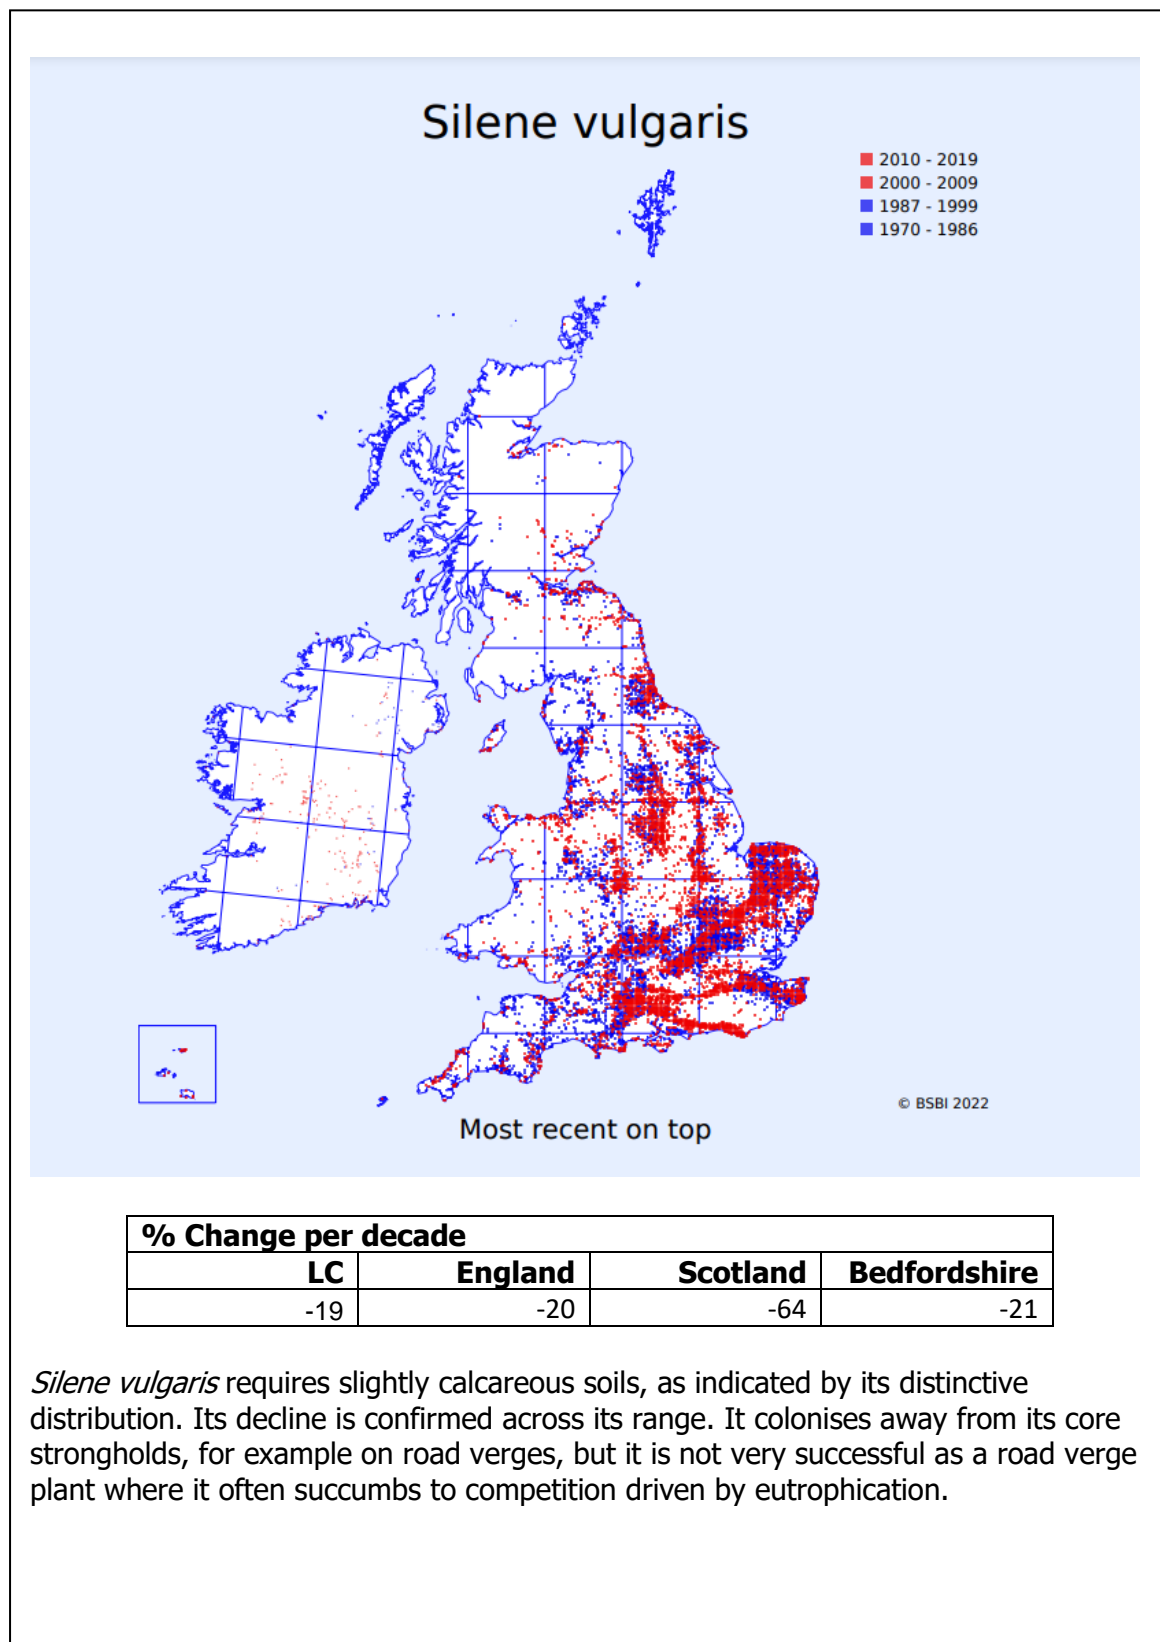 Silene vulgaris
2010 - 2019
2000 - 2009
1987 - 1999
1970 - 1986
© BSBI 2022
Most recent on top
% Change per decade
LC England Scotland Bedfordshire
-19 -20 -64 -21
Silene vulgaris requires slightly calcareous soils, as indicated by its distinctive
distribution. Its decline is confirmed across its range. It colonises away from its core
strongholds, for example on road verges, but it is not very successful as a road verge
plant where it often succumbs to competition driven by eutrophication.